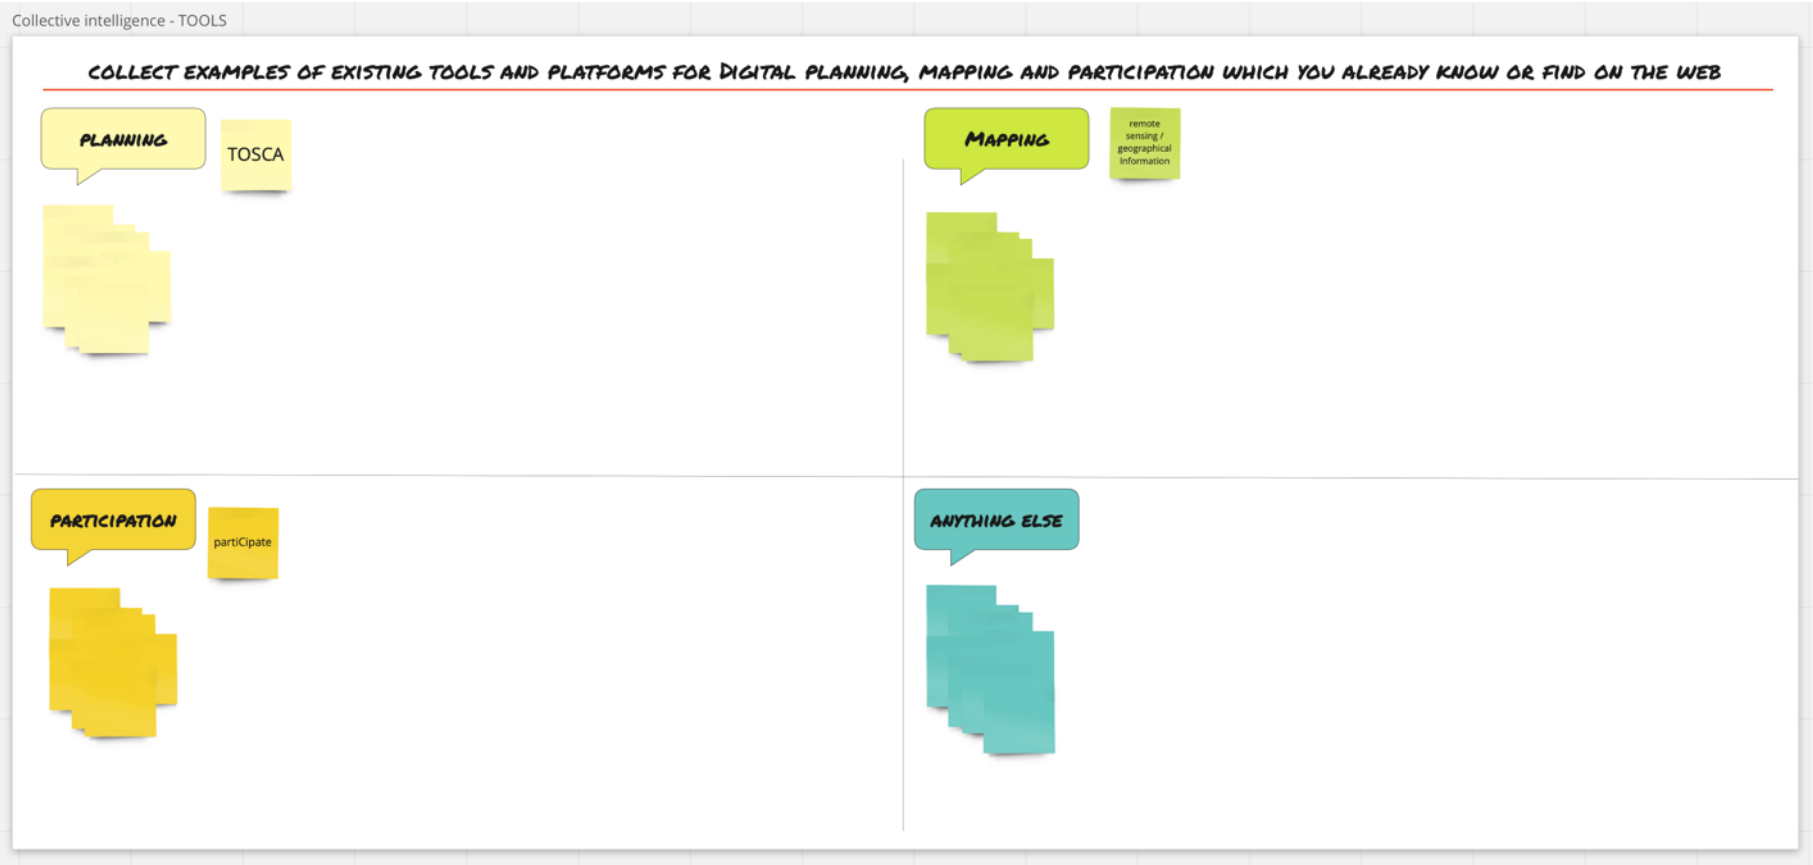 Collective intelligence - TOOLS
COLLECT EXAMPLES OF EXISTING TOOLS AND PLATFORMS FOR DIGITAL PLANNING, MAPPING AND PARTICIPATION WHICH YOU ALREADY KNOW OR FIND ON THE WEB
PLANNING
TOSCA
MAPPING
remote
sensing /
geographical
Information
PARTICIPATION
partiCipate
ANYTHING ELSE